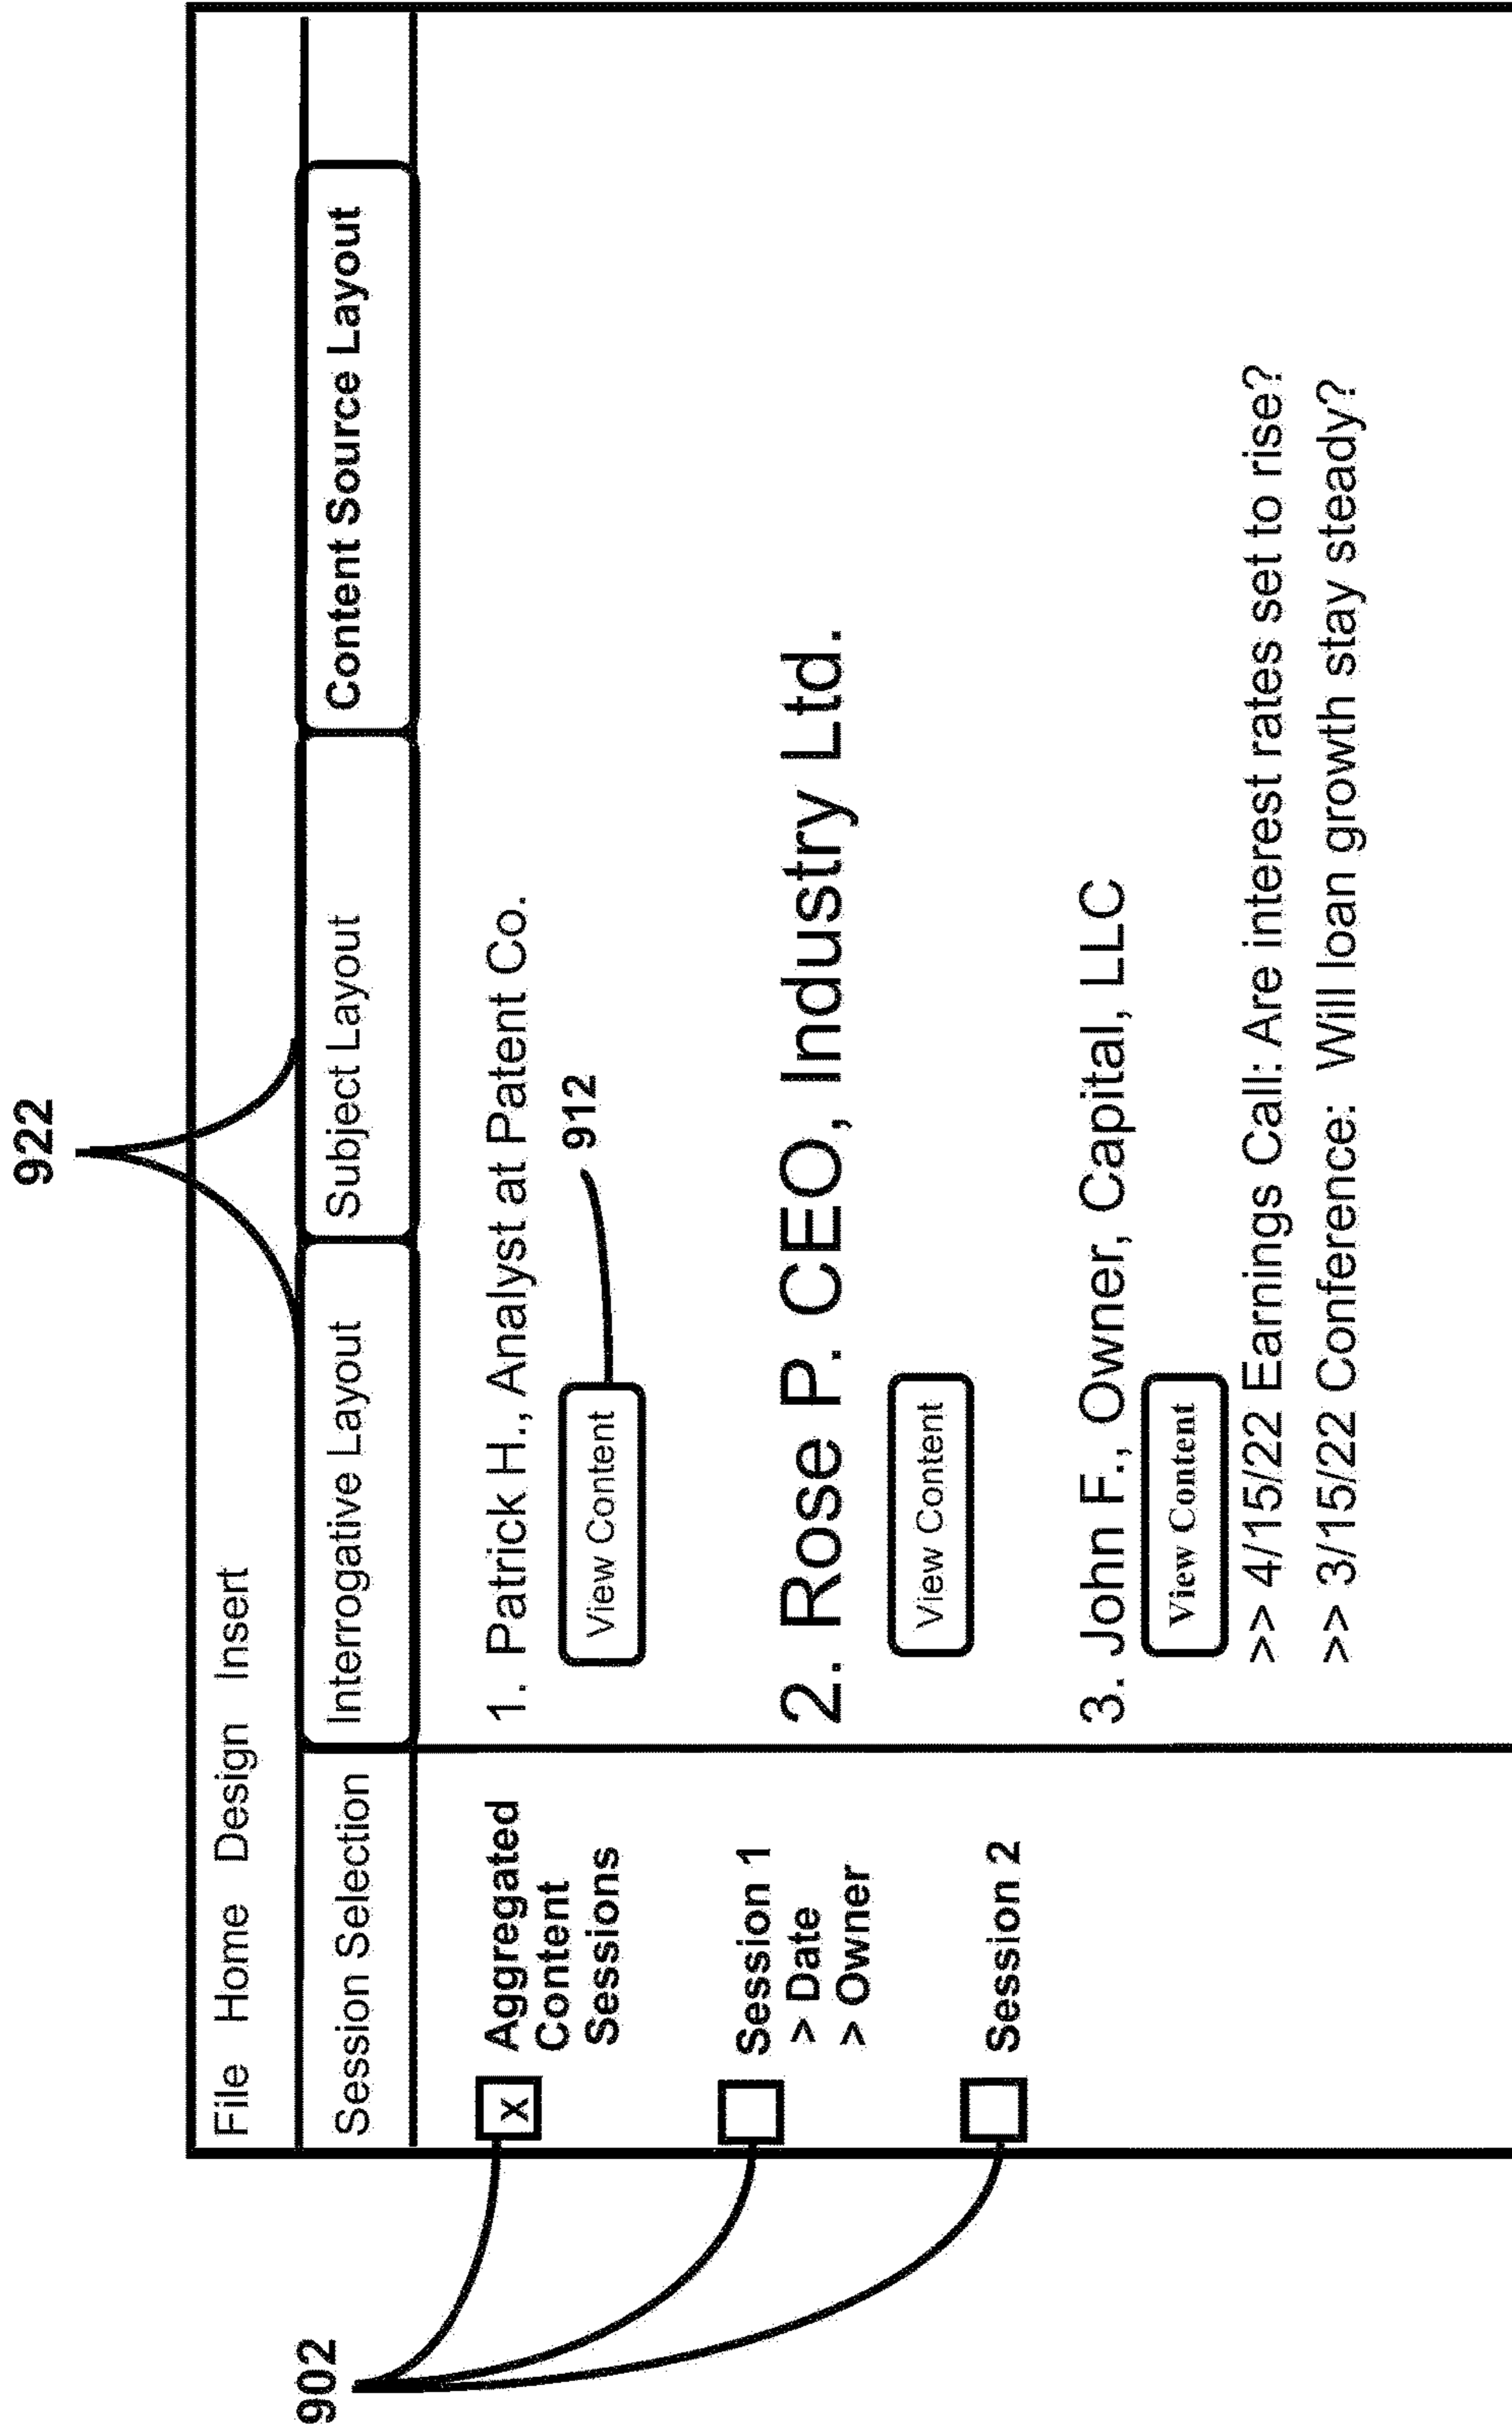 922
File Home Design Insert
Session Selection
Interrogative Layout
Subject Layout
Content Source Layout
902
x
Aggregated
Content
Sessions
Session 1
> Date
> Owner
Session 2
1. Patrick H., Analyst at Patent Co.
View Content
912
2. Rose P. CEO, Industry Ltd.
View Content
3. John F., Owner, Capital, LLC
View Content
>> 4/15/22 Earnings Call: Are interest rates set to rise?
>> 3/15/22 Conference: Will loan growth stay steady?